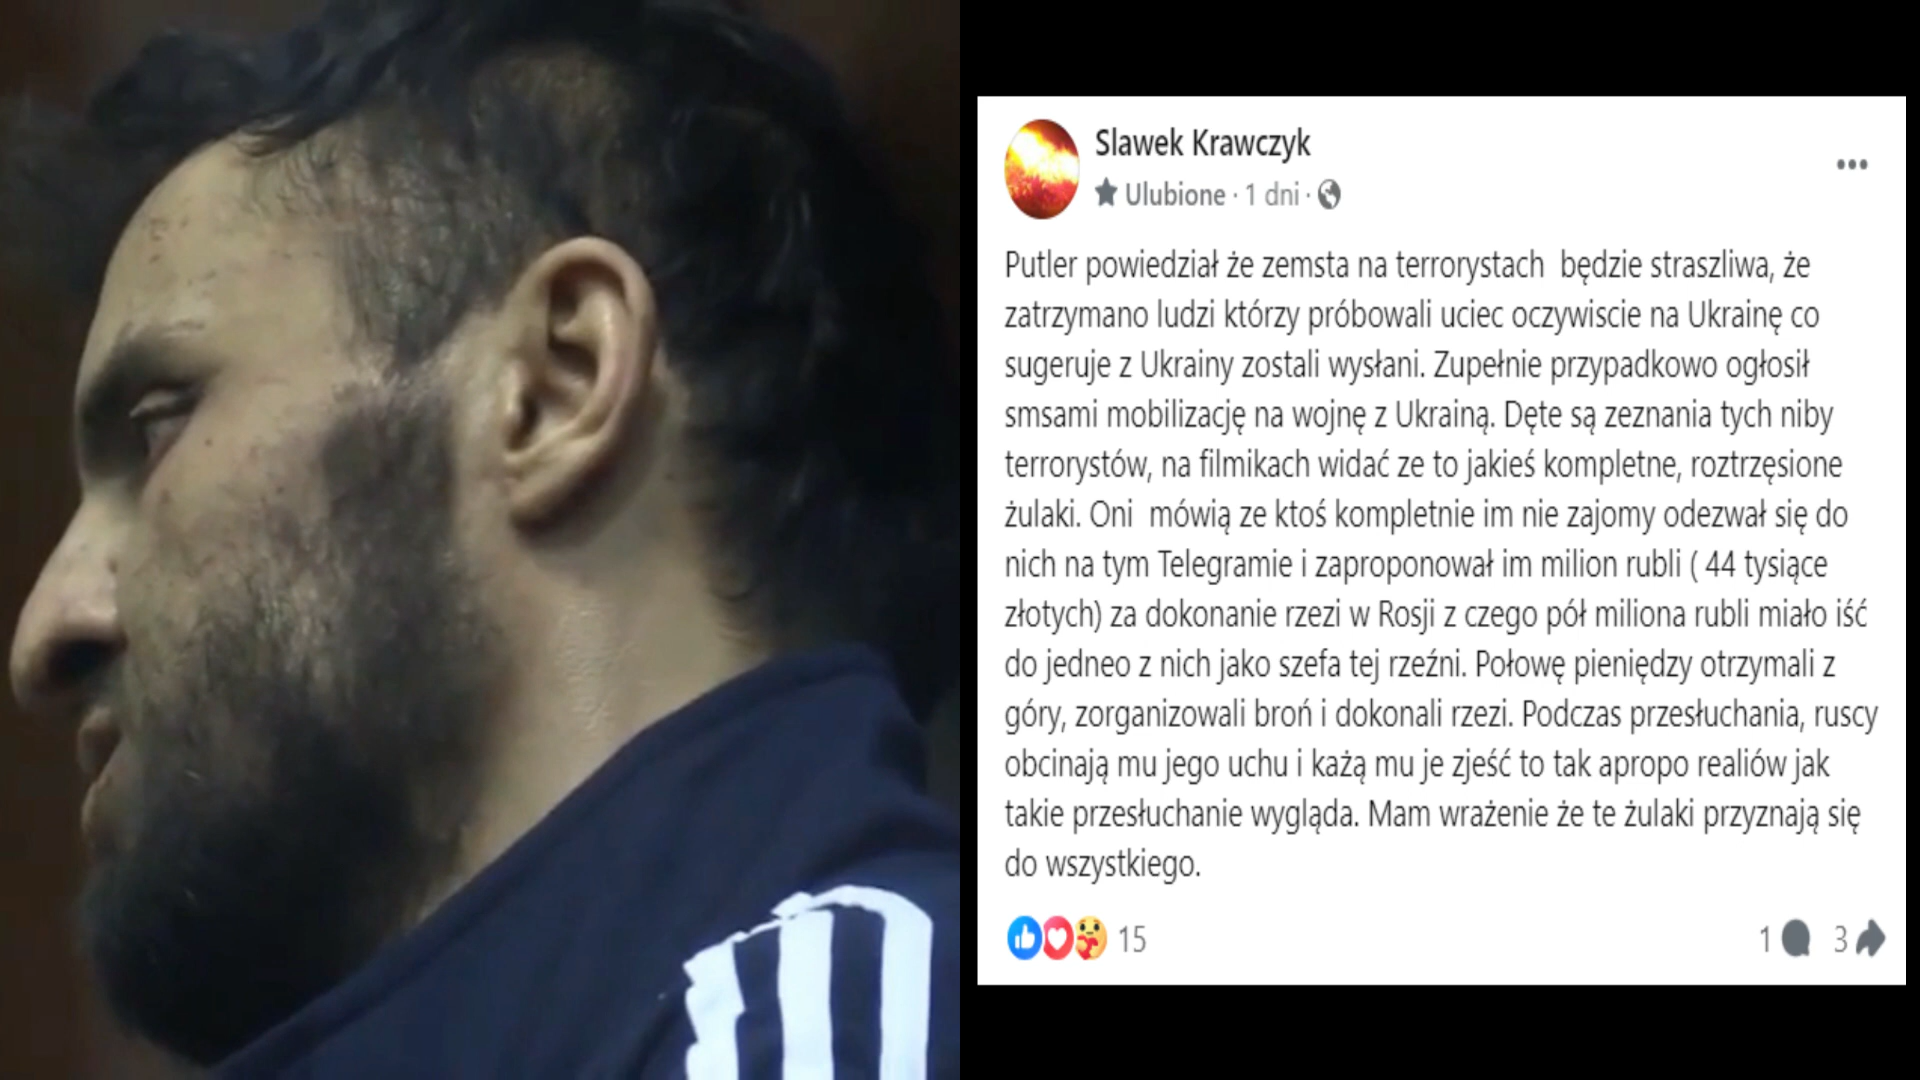 Slawek Krawczyk
Ulubione · 1 dni ·
Putler powiedział że zemsta na terrorystach  będzie straszliwa, że
zatrzymano ludzi którzy próbowali uciec oczywiscie na Ukrainę co
sugeruje z Ukrainy zostali wysłani. Zupełnie przypadkowo ogłosił
smsami mobilizację na wojnę z Ukrainą. Dęte są zeznania tych niby
terrorystów, na filmikach widać ze to jakieś kompletne, roztrzęsione
żulaki. Oni  mówią ze ktoś kompletnie im nie zajomy odezwał się do
nich na tym Telegramie i zaproponował im milion rubli ( 44 tysiące
złotych) za dokonanie rzezi w Rosji z czego pół miliona rubli miało iść
do jedneo z nich jako szefa tej rzeźni. Połowę pieniędzy otrzymali z
góry, zorganizowali broń i dokonali rzezi. Podczas przesłuchania, ruscy
obcinają mu jego uchu i każą mu je zjeść to tak apropo realiów jak
takie przesłuchanie wygląda. Mam wrażenie że te żulaki przyznają się
do wszystkiego.
15
1
3